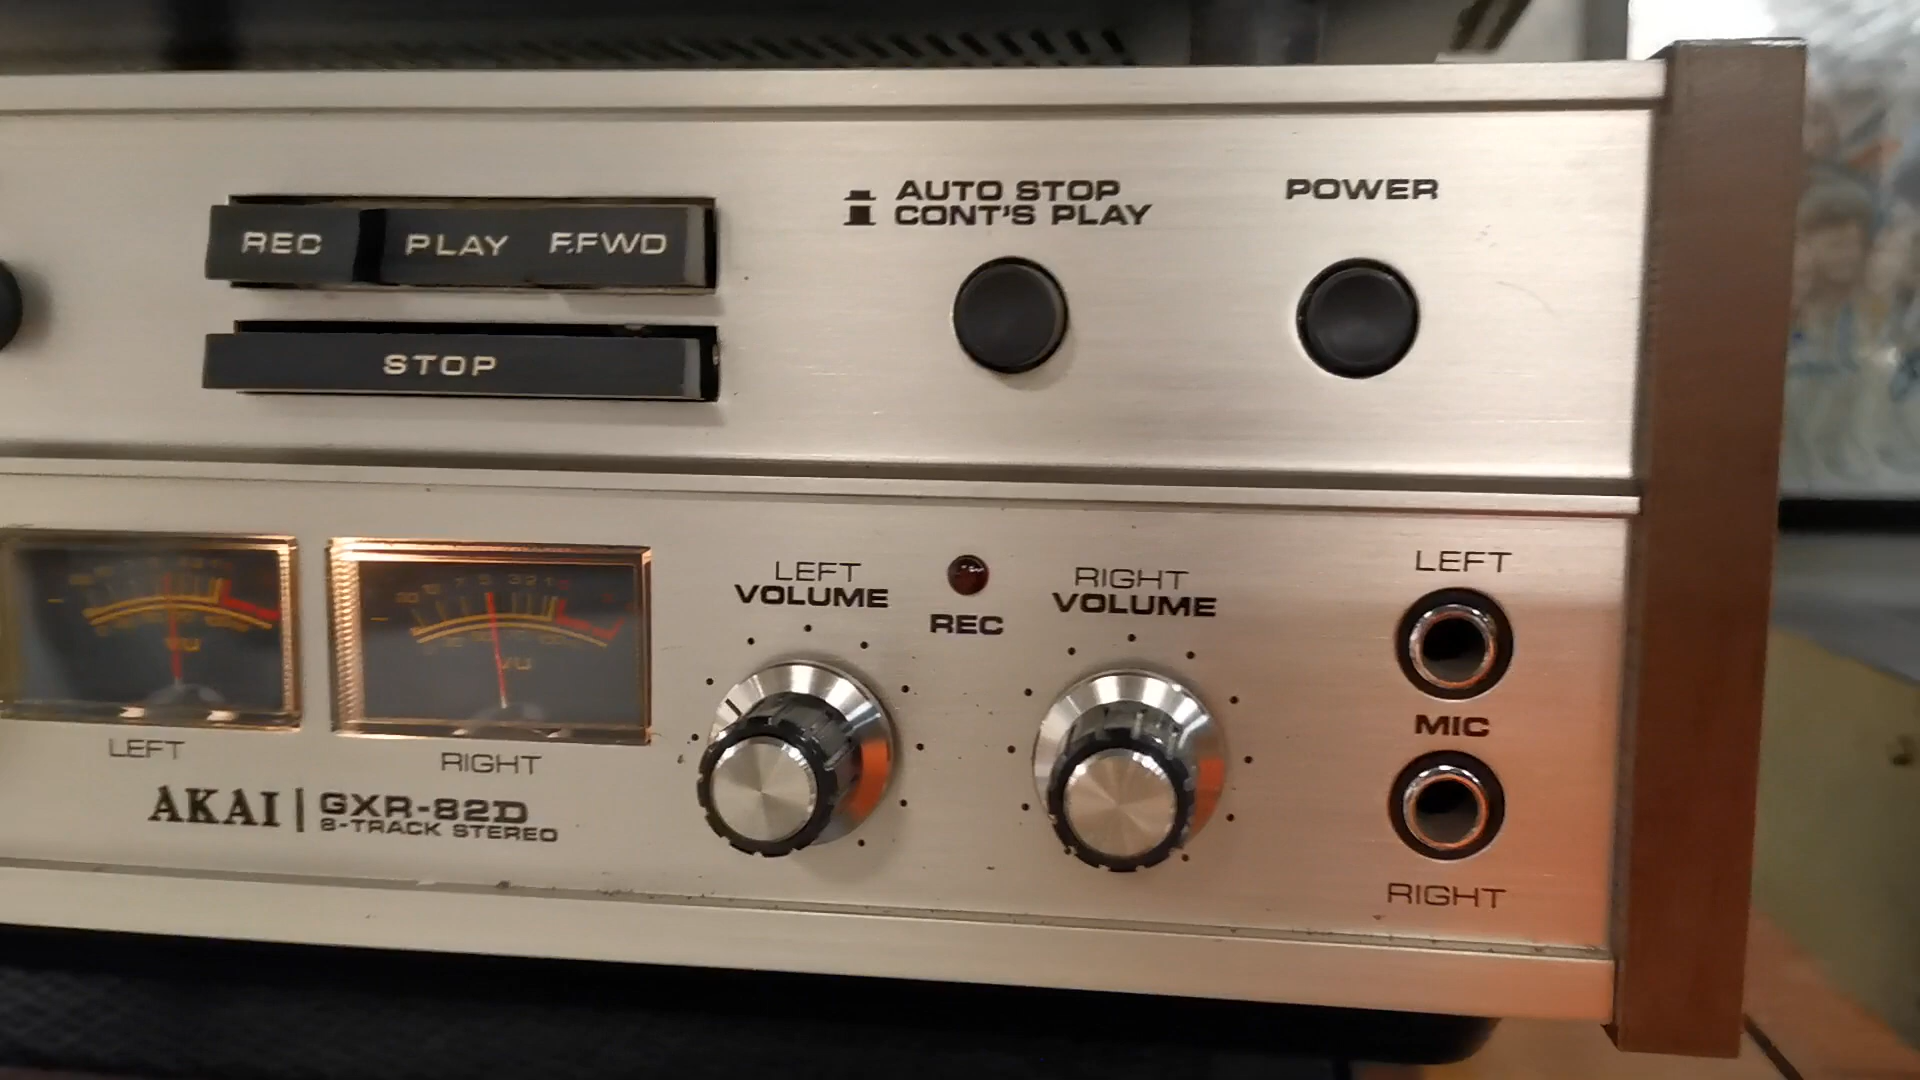 AUTO STOP
CONT'S PLAY
POWER
REC PLAY F.FWD
STOP
LEFT
VOLUME
REC
RIGHT
VOLUME
LEFT
MIC
RIGHT
VU
VU
LEFT
RIGHT
AKAI | GXR-82D
8-TRACK STEREO